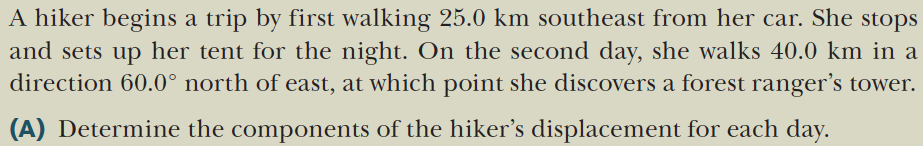 A hiker begins a trip by first walking 25.0 km southeast from her car. She stops
and sets up her tent for the night. On the second day, she walks 40.0 km in a
direction 60.0° north of east, at which point she discovers a forest ranger's tower.
(A) Determine the components of the hiker's displacement for each day.